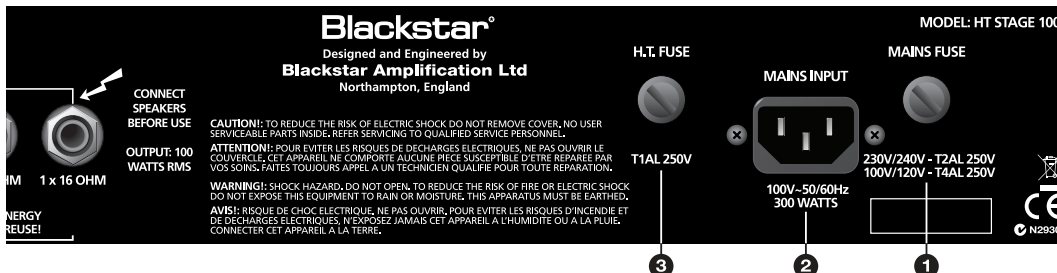 Blackstar®
Designed and Engineered by
Blackstar Amplification Ltd
Northampton, England
CONNECT
SPEAKERS
BEFORE USE
OUTPUT: 100
WATTS RMS
HM
1 x 16 OHM
NERGY
REUSE!
CAUTION!: TO REDUCE THE RISK OF ELECTRIC SHOCK DO NOT REMOVE COVER. NO USER
SERVICEABLE PARTS INSIDE. REFER SERVICING TO QUALIFIED SERVICE PERSONNEL.
ATTENTION!: POUR EVITER LES RISQUES DE DECHARGES ELECTRIQUES, NE PAS OUVRIR LE
COUVERCLE, CET APPAREIL NE COMPORTE AUCUNE PIECE SUSCEPTIBLE D'ETRE REPAREE PAR
VOS SOINS. FAITES TOUJOURS APPEL A UN TECHNICIEN QUALIFIE POUR TOUTE REPARATION.
WARNING!: SHOCK HAZARD. DO NOT OPEN. TO REDUCE THE RISK OF FIRE OR ELECTRIC SHOCK
DO NOT EXPOSE THIS EQUIPMENT TO RAIN OR MOISTURE. THIS APPARATUS MUST BE EARTHED.
AVIS!: RISQUE DE CHOC ELECTRIQUE, NE PAS OUVRIR, POUR EVITER LES RISQUES D'INCENDIE ET
DE DECHARGES ELECTRIQUES, N'EXPOSEZ JAMAIS CET APPAREIL A L'HUMIDITE OU A LA PLUIE.
CONNECTER CET APPAREIL A LA TERRE.
H.T. FUSE
T1AL 250V
MAINS INPUT
100V~50/60Hz
300 WATTS
MODEL: HT STAGE 100
MAINS FUSE
230V/240V - T2AL 250V
100V/120V - T4AL 250V
CE
N2930
3
2
1